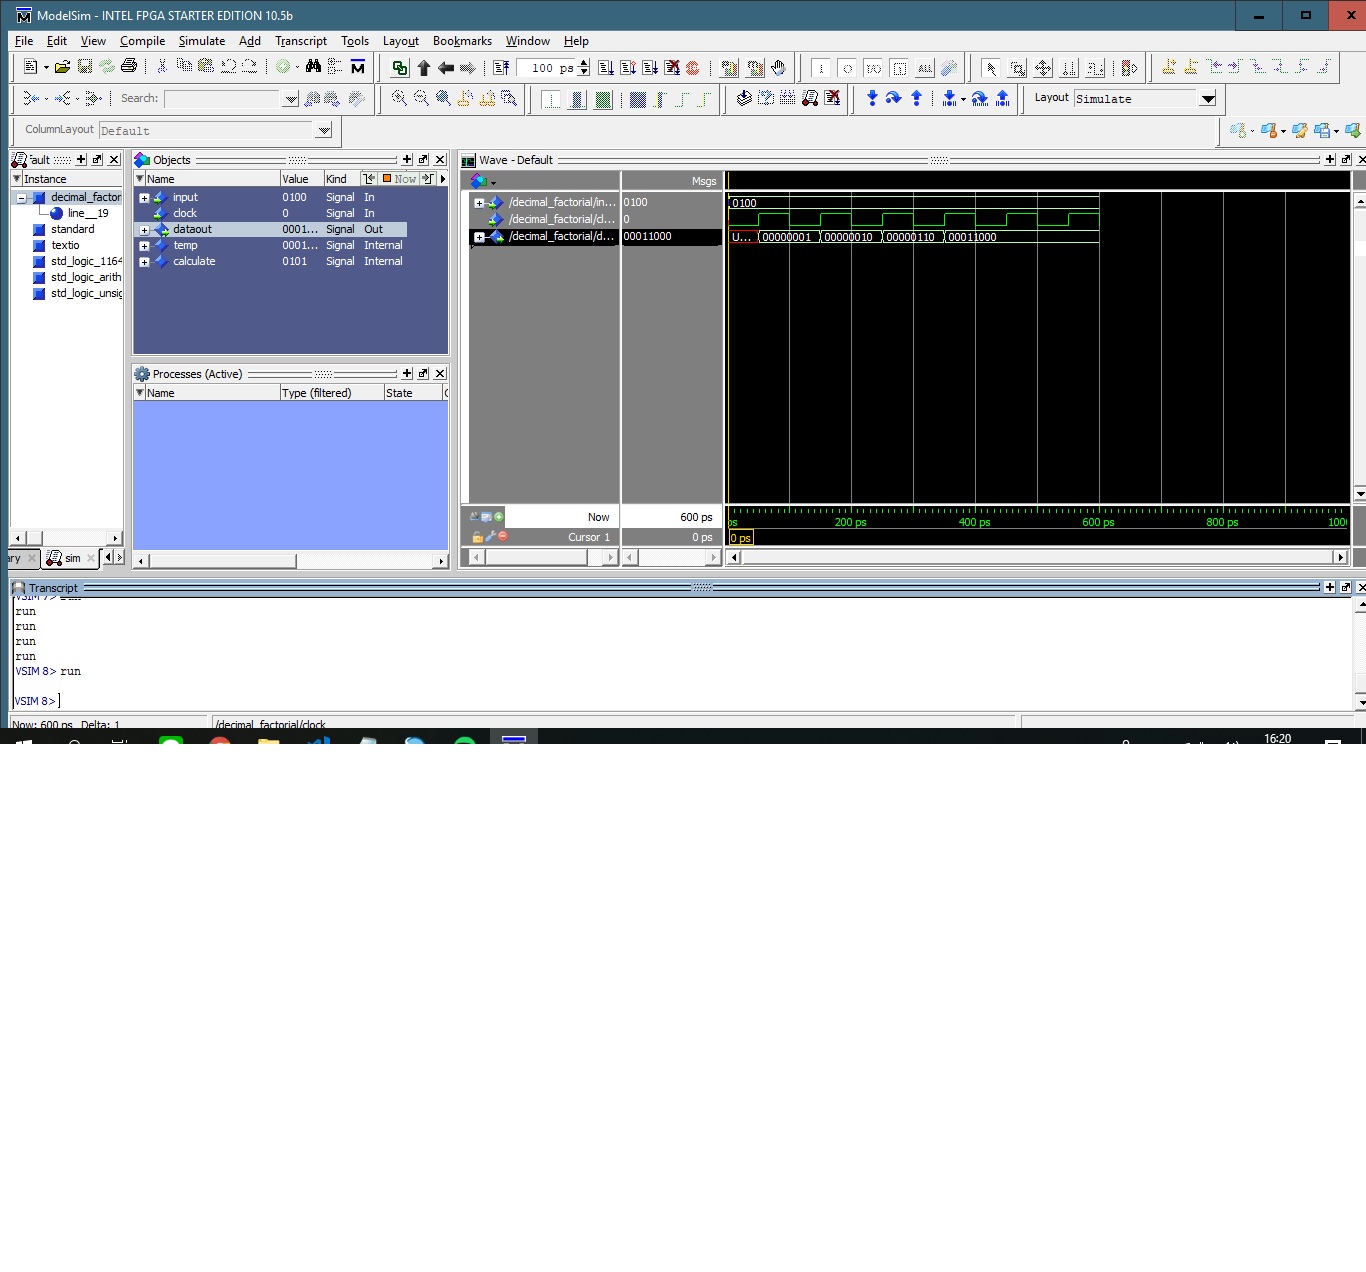 ModelSim - INTEL FPGA STARTER EDITION 10.5b
File Edit View Compile Simulate Add Transcript Tools Layout Bookmarks Window Help
100 ps
Search:
Layout Simulate
ColumnLayout Default
Instance
decimal_factor
line__19
standard
textio
std_logic_1164
std_logic_arith
std_logic_unsig
sim
Objects
Name Value Kind Now
input 0100 Signal In
clock 0 Signal In
dataout 0001... Signal Out
temp 0001... Signal Internal
calculate 0101 Signal Internal
Processes (Active)
Name Type (filtered) State
Wave - Default
Msgs
/decimal_factorial/in... 0100 0100
/decimal_factorial/cl... 0
/decimal_factorial/d... 00011000 U... 00000001 00000010 00000110 00011000
Now 600 ps 200 ps 400 ps 600 ps 800 ps
Cursor 1 0 ps 0 ps
Transcript
run
run
run
run
VSIM 8> run
VSIM 8>
Now: 600 ps Delta: 1 /decimal_factorial/clock
16:20